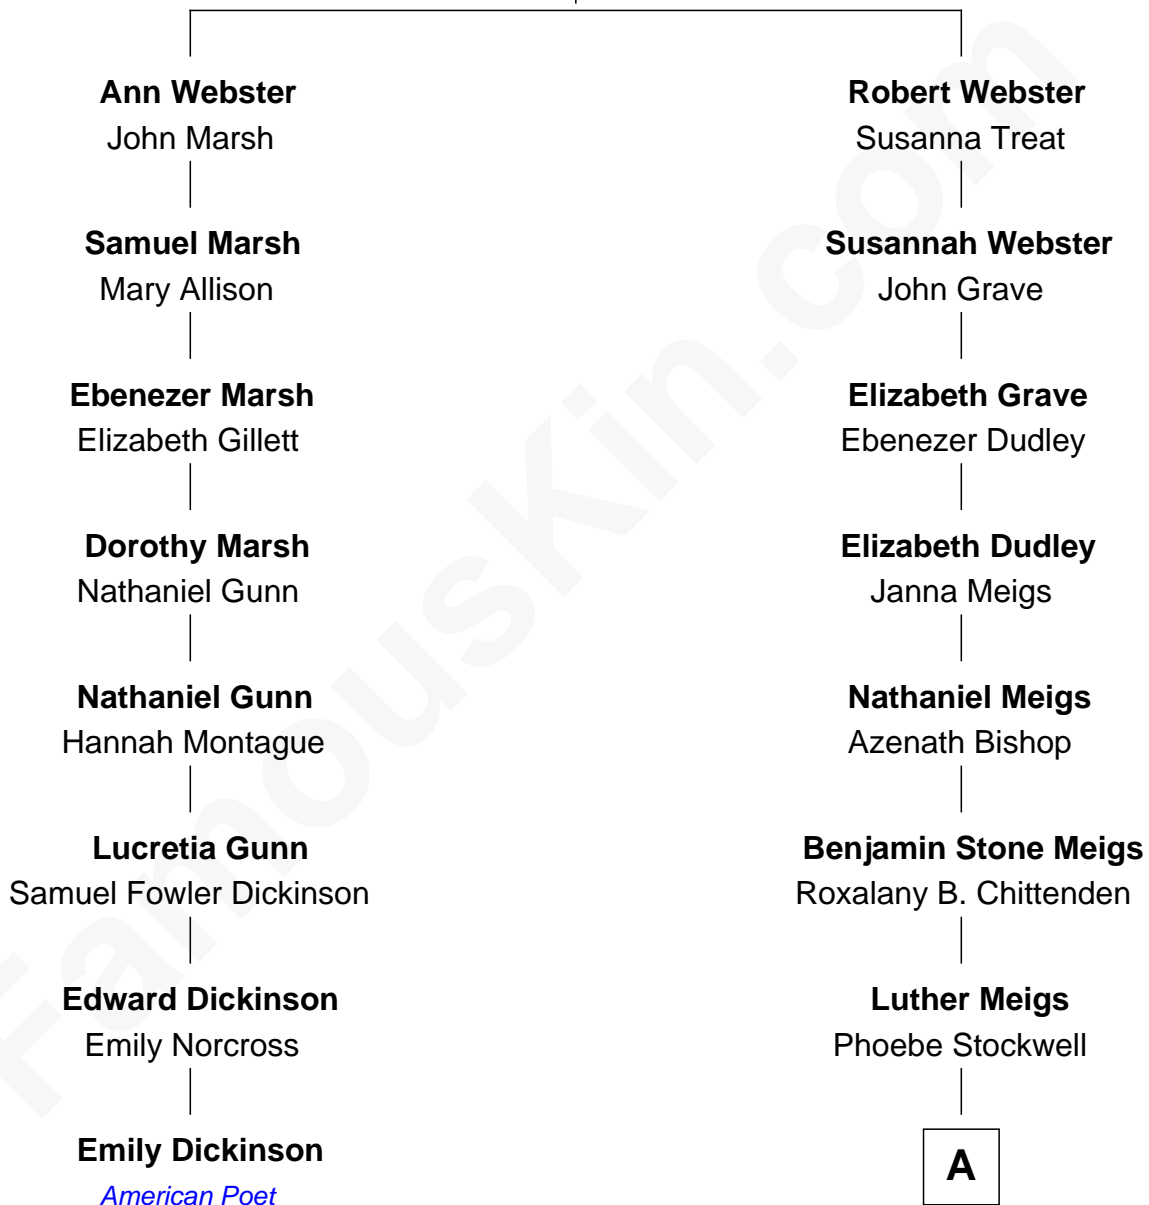 Ann Webster
John Marsh
Samuel Marsh
Mary Allison
Ebenezer Marsh
Elizabeth Gillett
Dorothy Marsh
Nathaniel Gunn
Nathaniel Gunn
Hannah Montague
Lucretia Gunn
Samuel Fowler Dickinson
Edward Dickinson
Emily Norcross
Emily Dickinson
American Poet
Robert Webster
Susanna Treat
Susannah Webster
John Grave
Elizabeth Grave
Ebenezer Dudley
Elizabeth Dudley
Janna Meigs
Nathaniel Meigs
Azenath Bishop
Benjamin Stone Meigs
Roxalany B. Chittenden
Luther Meigs
Phoebe Stockwell
A
FamousKin.com